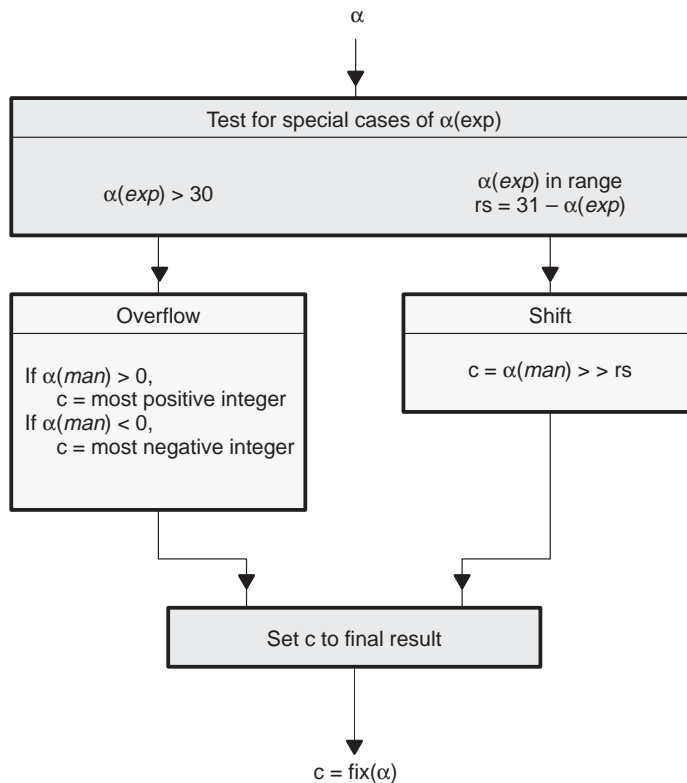 α
Test for special cases of α(exp)
α(exp) > 30
α(exp) in range
rs = 31 – α(exp)
Overflow
If α(man) > 0,
c = most positive integer
If α(man) < 0,
c = most negative integer
Shift
c = α(man) > > rs
Set c to final result
c = fix(α)